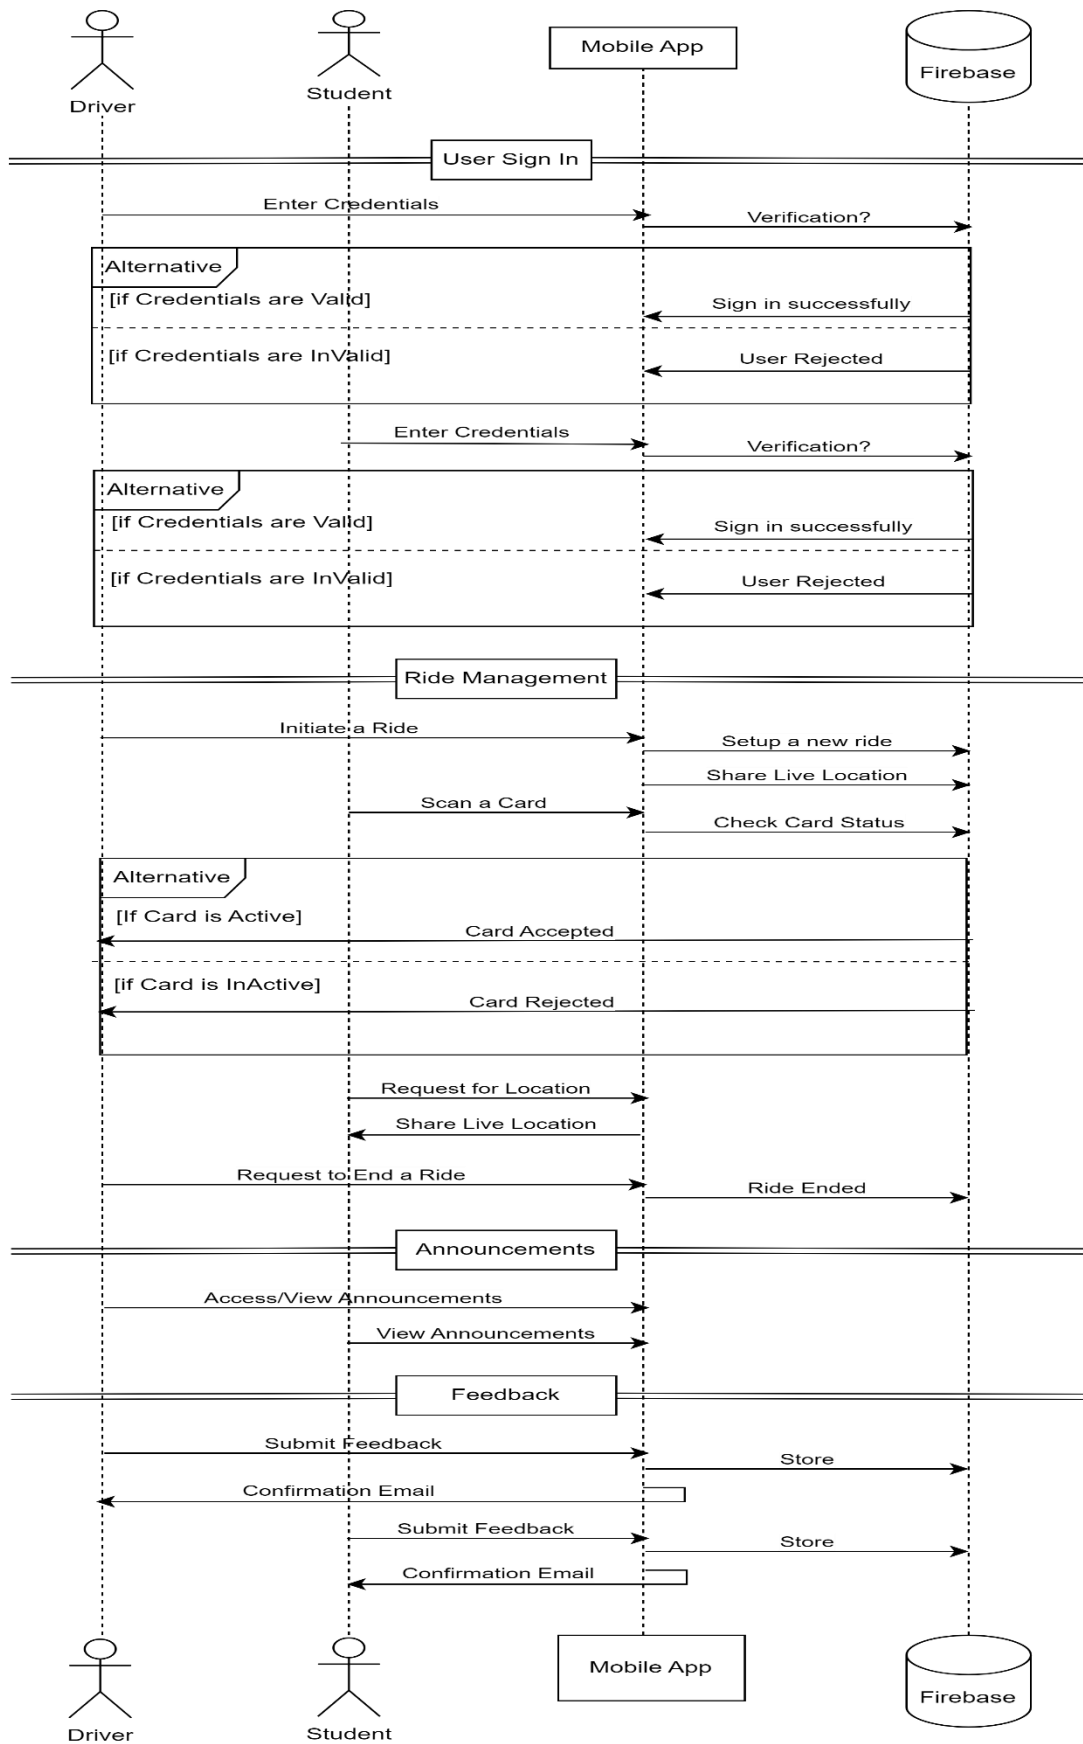 Driver
Student
Mobile App
Firebase
User Sign In
Enter Credentials
Verification?
Alternative
[if Credentials are Valid]
Sign in successfully
[if Credentials are InValid]
User Rejected
Enter Credentials
Verification?
Alternative
[if Credentials are Valid]
Sign in successfully
[if Credentials are InValid]
User Rejected
Ride Management
Initiate a Ride
Setup a new ride
Share Live Location
Scan a Card
Check Card Status
Alternative
[If Card is Active]
Card Accepted
[if Card is InActive]
Card Rejected
Request for Location
Share Live Location
Request to End a Ride
Ride Ended
Announcements
Access/View Announcements
View Announcements
Feedback
Submit Feedback
Store
Confirmation Email
Submit Feedback
Store
Confirmation Email
Driver
Student
Mobile App
Firebase